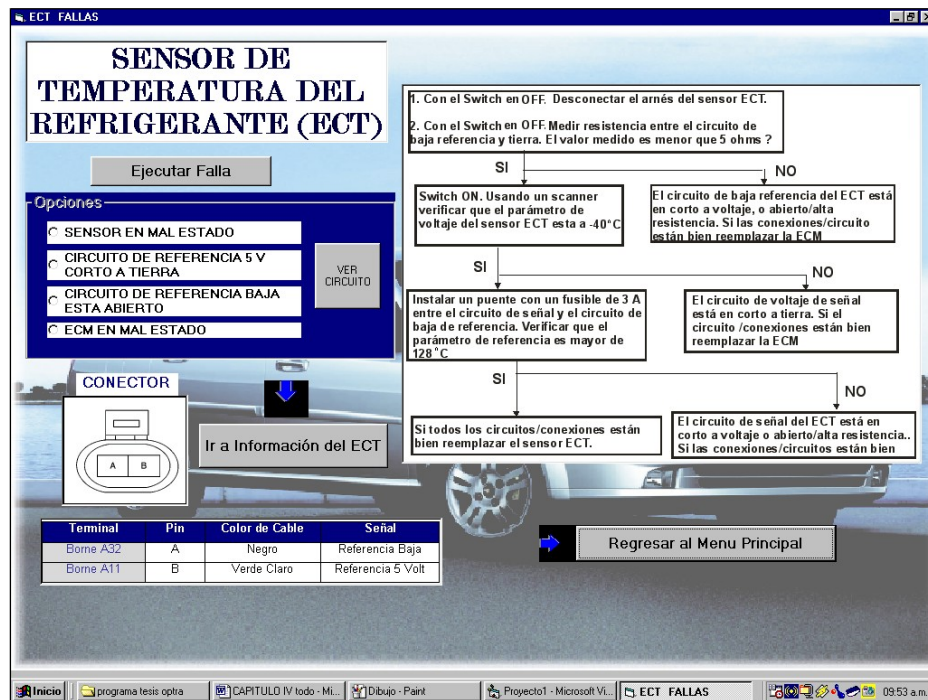 ECT FALLAS
SENSOR DE
TEMPERATURA DEL
REFRIGERANTE (ECT)
Ejecutar Falla
Opciones
SENSOR EN MAL ESTADO
CIRCUITO DE REFERENCIA 5 V
CORTO A TIERRA
CIRCUITO DE REFERENCIA BAJA
ESTA ABIERTO
ECM EN MAL ESTADO
VER
CIRCUITO
1. Con el Switch en OFF. Desconectar el arnés del sensor ECT.
2. Con el Switch en OFF. Medir resistencia entre el circuito de
baja referencia y tierra. El valor medido es menor que 5 ohms ?
SI
NO
Switch ON. Usando un scanner
verificar que el parámetro de
voltaje del sensor ECT esta a -40°C
El circuito de baja referencia del ECT está
en corto a voltaje, o abierto/alta
resistencia. Si las conexiones/circuito
están bien reemplazar la ECM
SI
NO
Instalar un puente con un fusible de 3 A
entre el circuito de señal y el circuito de
baja de referencia. Verificar que el
parámetro de referencia es mayor de
128°C
El circuito de voltaje de señal
está en corto a tierra. Si el
circuito /conexiones están bien
reemplazar la ECM
SI
NO
Si todos los circuitos/conexiones están
bien reemplazar el sensor ECT.
El circuito de señal del ECT está en
corto a voltaje o abierto/alta resistencia..
Si las conexiones/circuitos están bien
CONECTOR
A B
Ir a Información del ECT
Terminal Pin Color de Cable Señal
Borne A32 A Negro Referencia Baja
Borne A11 B Verde Claro Referencia 5 Volt
Regresar al Menu Principal
Inicio programa tesis optra CAPITULO IV todo - Mi... Dibujo - Paint Proyecto1 - Microsoft Vi... ECT FALLAS 09:53 a.m.